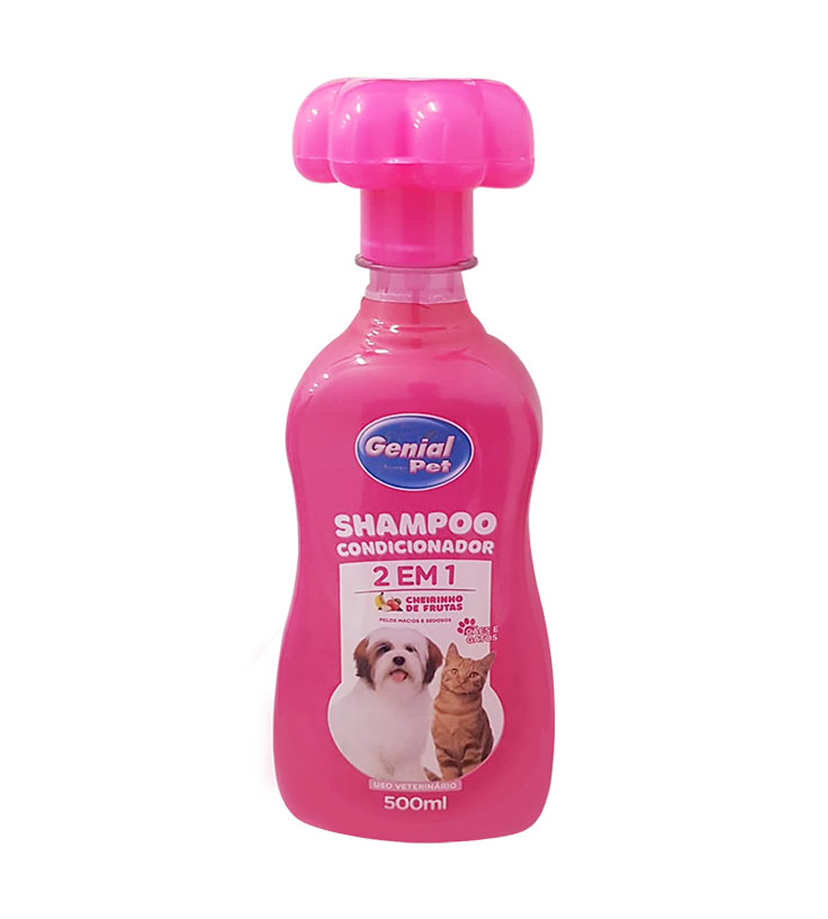 Genial
Pet
SHAMPOO
CONDICIONADOR
2 EM 1
CHEIRINHO
DE FRUTAS
PELOS MACIOS E SEDOSOS
CÃES E
GATOS
USO VETERINÁRIO
500ml